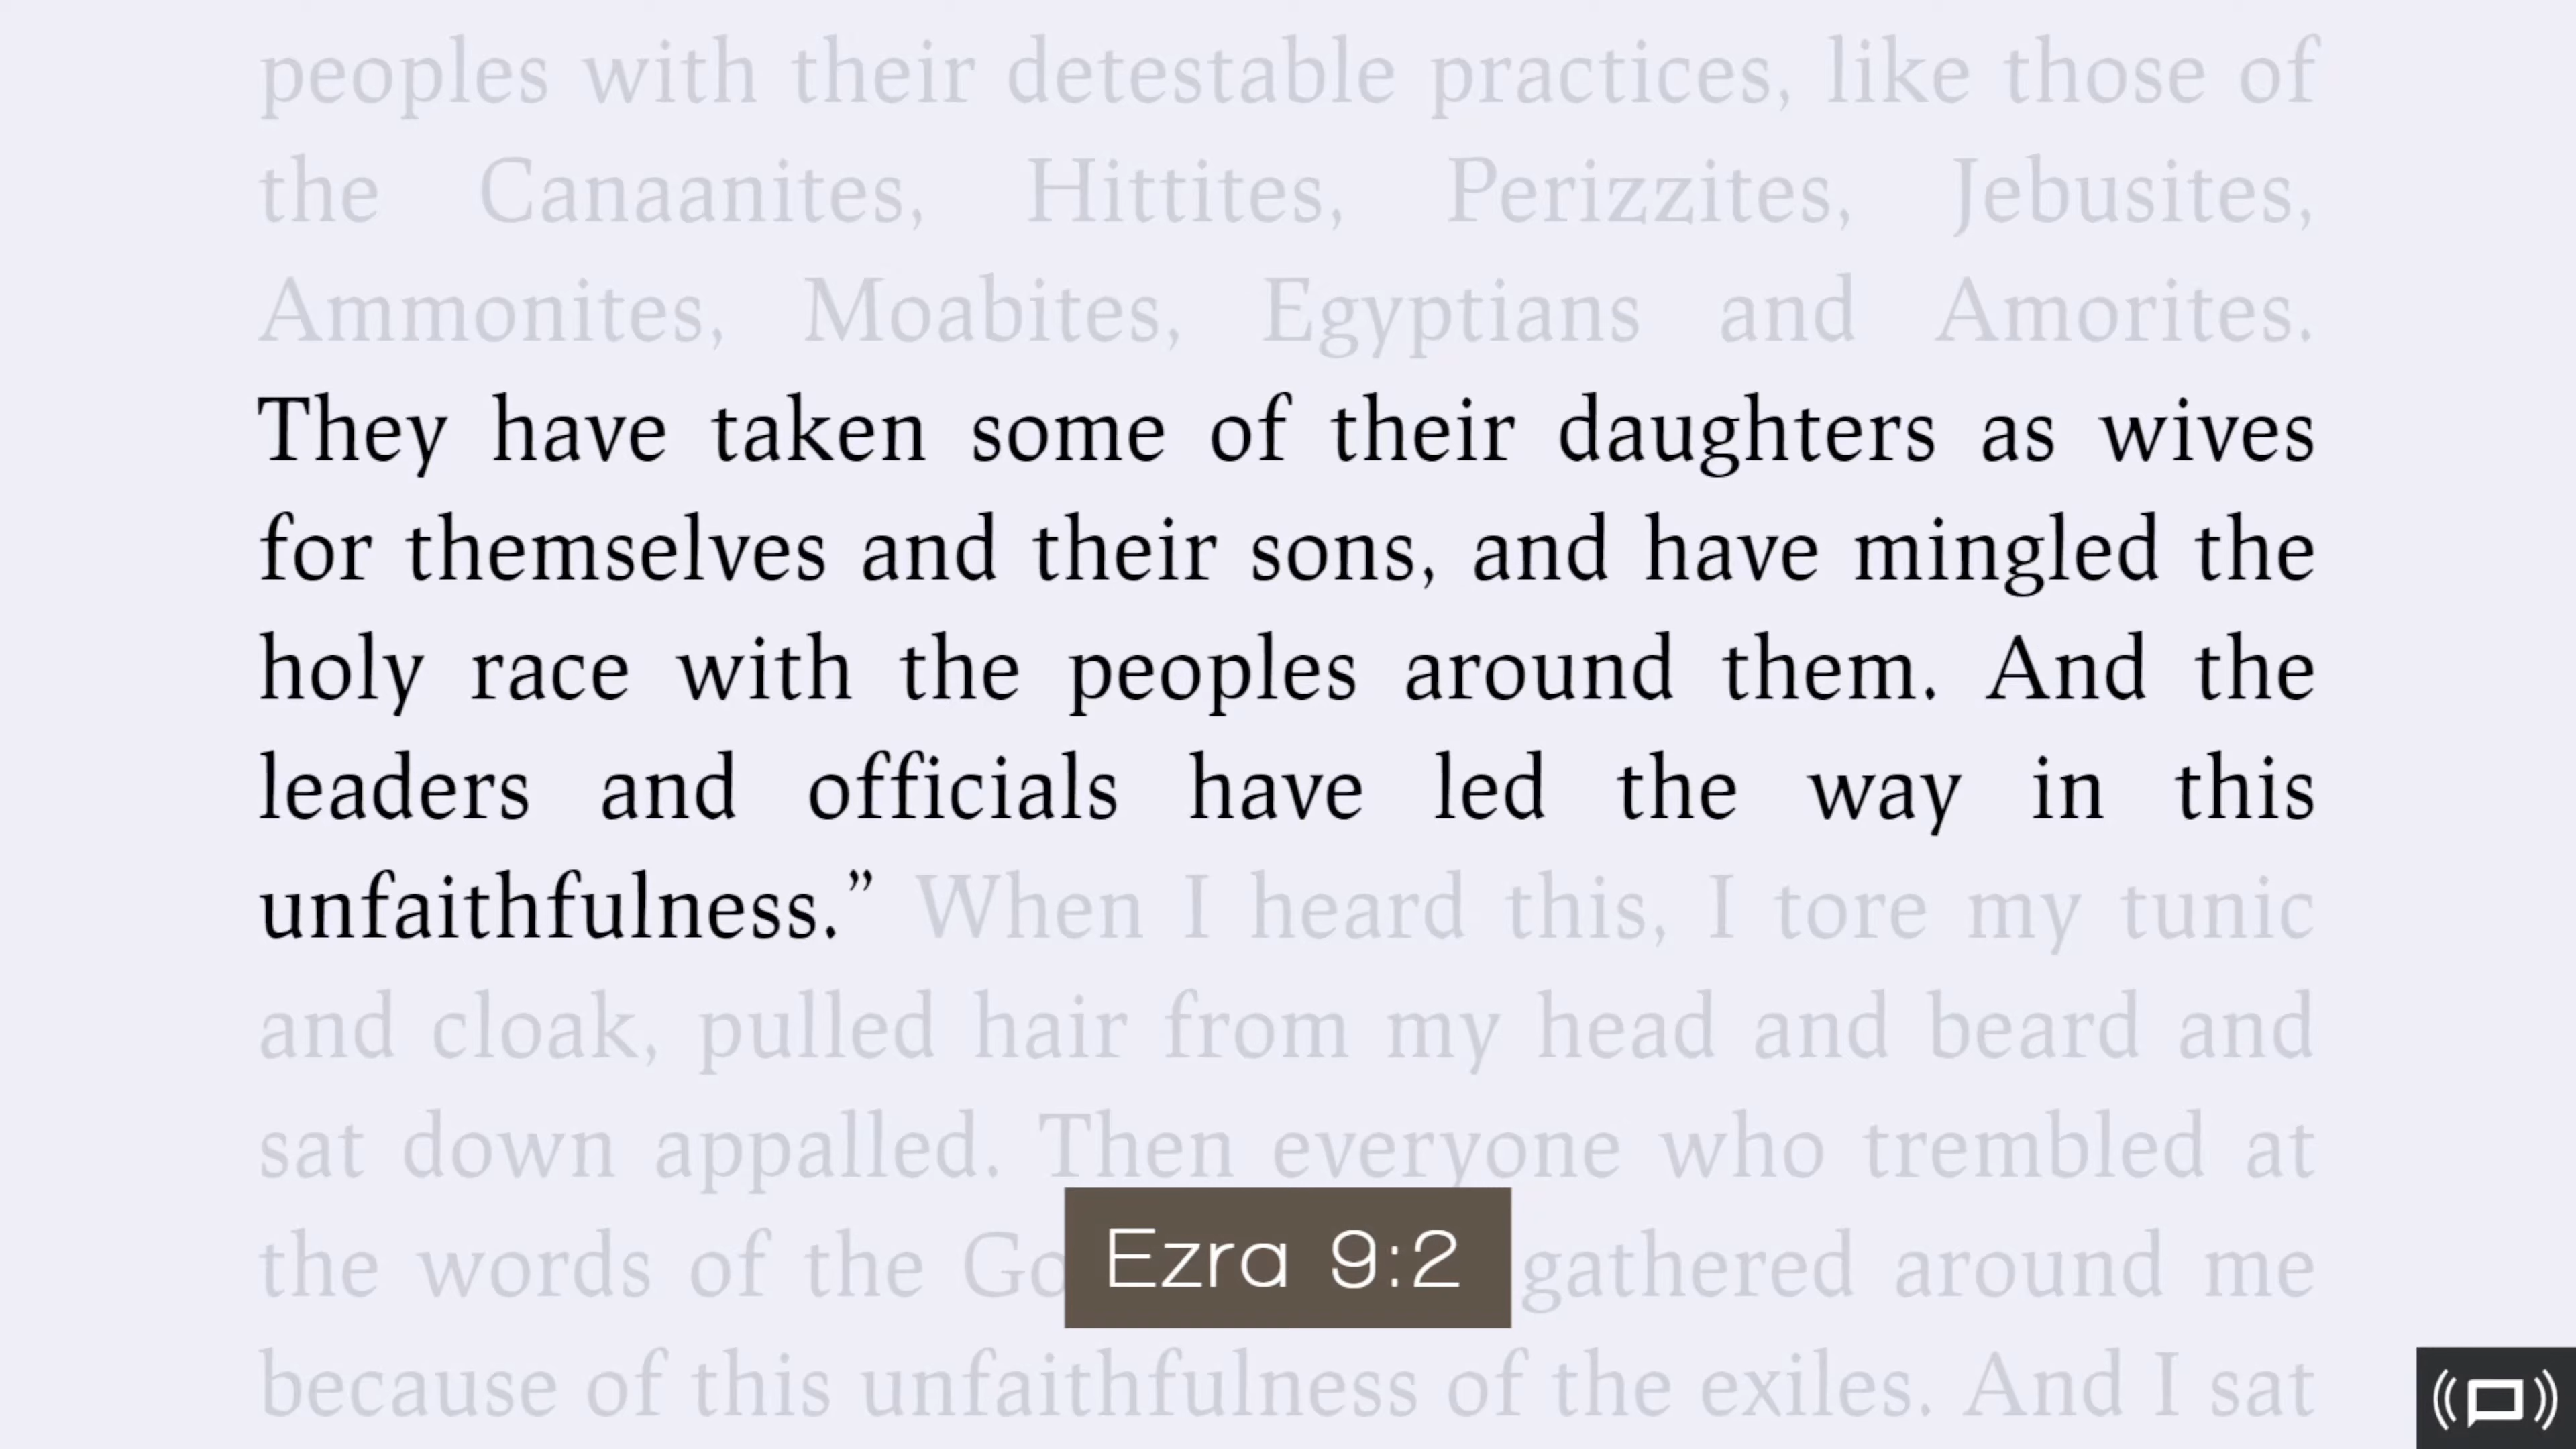 peoples with their detestable practices, like those of
the Canaanites, Hittites, Perizzites, Jebusites,
Ammonites, Moabites, Egyptians and Amorites.
They have taken some of their daughters as wives
for themselves and their sons, and have mingled the
holy race with the peoples around them. And the
leaders and officials have led the way in this
unfaithfulness.” When I heard this, I tore my tunic
and cloak, pulled hair from my head and beard and
sat down appalled. Then everyone who trembled at
the words of the gathered around me
Ezra 9:2
because of this unfaithfulness of the exiles. And I sat